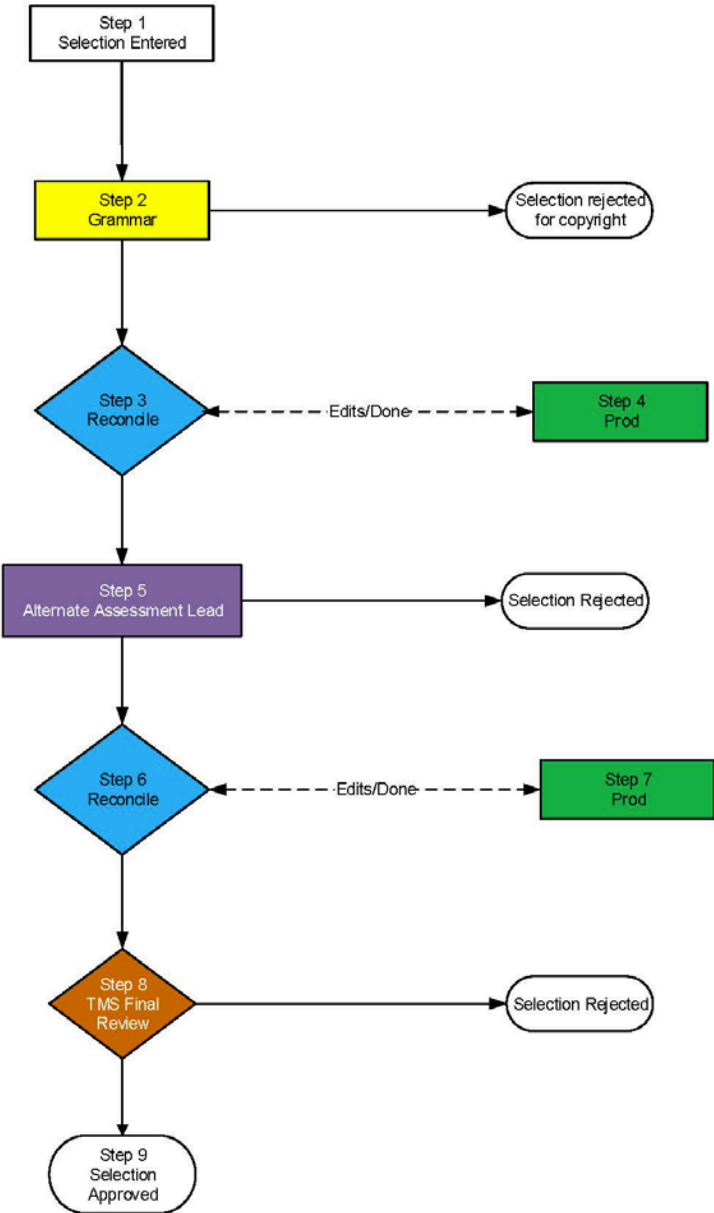 Step 1
Selection Entered
Step 2
Grammar
Selection rejected
for copyright
Step 3
Reconcile
Edits/Done
Step 4
Prod
Step 5
Alternate Assessment Lead
Selection Rejected
Step 6
Reconcile
Edits/Done
Step 7
Prod
Step 8
TMS Final
Review
Selection Rejected
Step 9
Selection
Approved